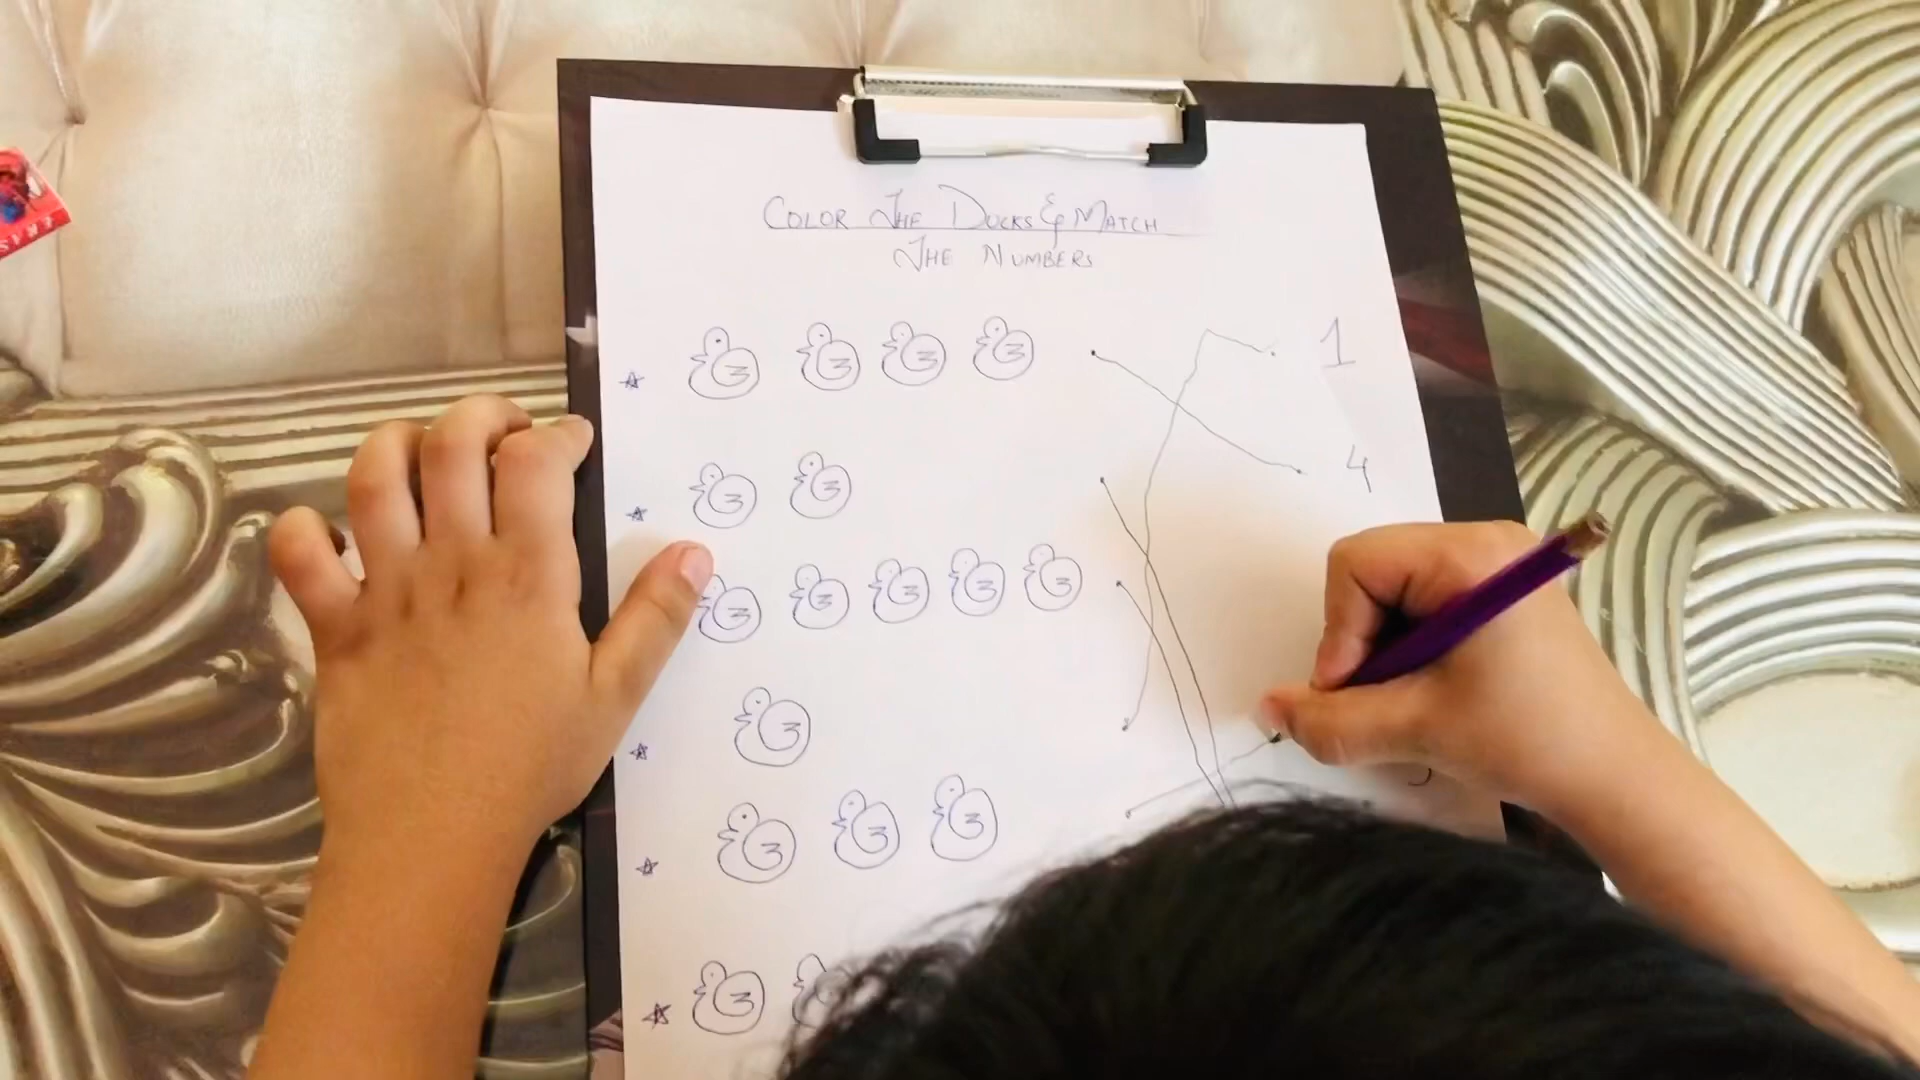 COLOR THE DUCKS & MATCH
THE NUMBERS
1
4